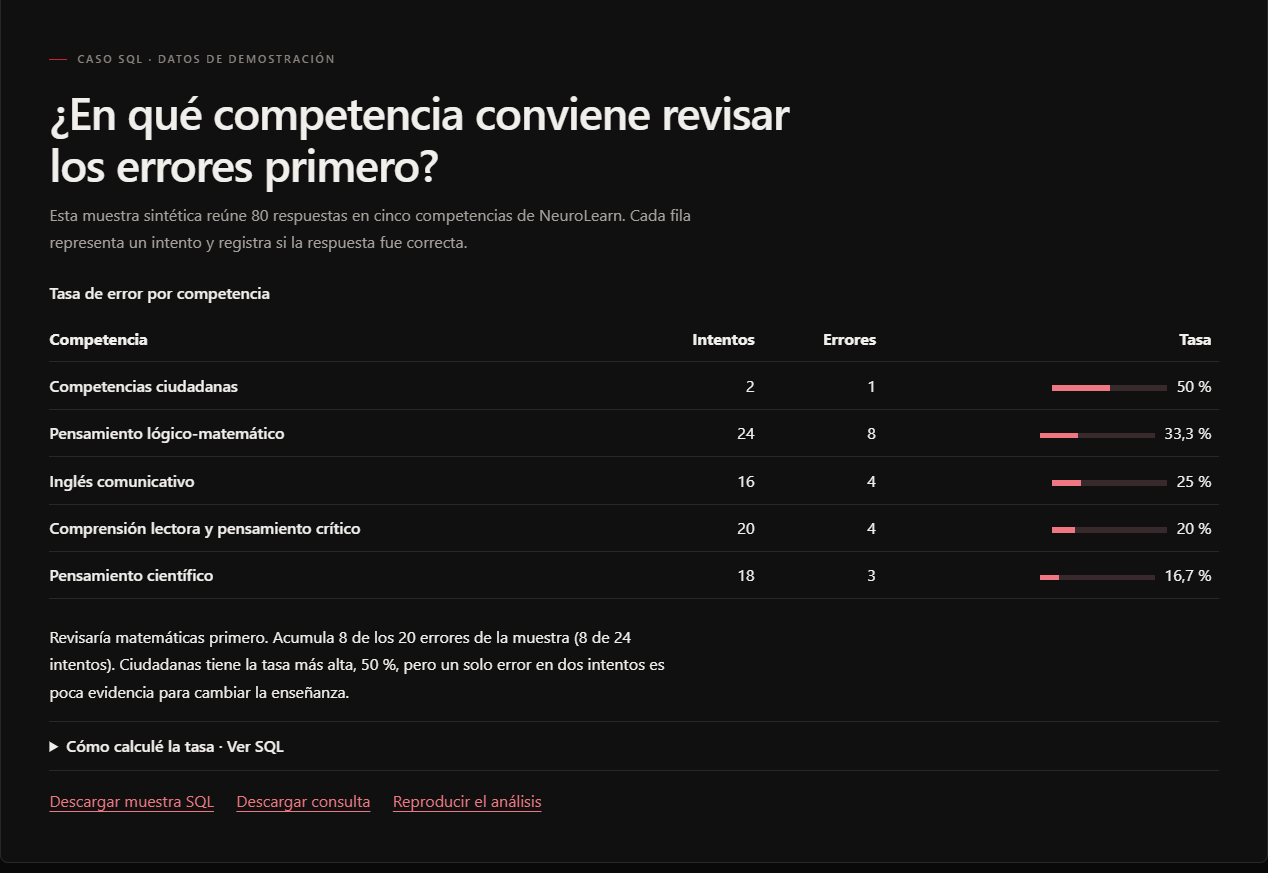 CASO SQL · DATOS DE DEMOSTRACIÓN
¿En qué competencia conviene revisar
los errores primero?
Esta muestra sintética reúne 80 respuestas en cinco competencias de NeuroLearn. Cada fila
representa un intento y registra si la respuesta fue correcta.
Tasa de error por competencia
Competencia Intentos Errores Tasa
Competencias ciudadanas 2 1 50 %
Pensamiento lógico-matemático 24 8 33,3 %
Inglés comunicativo 16 4 25 %
Comprensión lectora y pensamiento crítico 20 4 20 %
Pensamiento científico 18 3 16,7 %
Revisaría matemáticas primero. Acumula 8 de los 20 errores de la muestra (8 de 24
intentos). Ciudadanas tiene la tasa más alta, 50 %, pero un solo error en dos intentos es
poca evidencia para cambiar la enseñanza.
▶ Cómo calculé la tasa · Ver SQL
Descargar muestra SQL Descargar consulta Reproducir el análisis